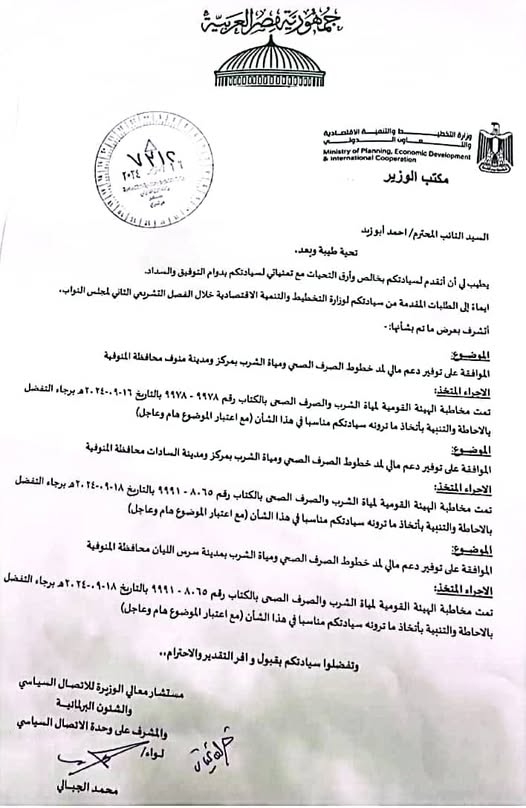 جمهورية مصر العربية
وزارة التخطيط والتنمية الاقتصادية
والتعاون الدولي
Ministry of Planning, Economic Development
& International Cooperation
مكتب الوزير
٧٢١٢
٢٠٢٤
السيد النائب المحترم/ احمد أبو زيد
تحية طيبة وبعد.
يطيب لي أن أتقدم لسيادتكم بخالص وأرق التحيات مع تمنياتي لسيادتكم بدوام التوفيق والسداد.
ايماءً إلى الطلبات المقدمة من سيادتكم لوزارة التخطيط والتنمية الاقتصادية خلال الفصل التشريعي الثاني لمجلس النواب.
أتشرف بعرض ما تم بشأنها:-
الموضوع:
الموافقة على توفير دعم مالي لمد خطوط الصرف الصحي ومياة الشرب بمركز ومدينة منوف محافظة المنوفية
الاجراء المتخذ:
تمت مخاطبة الهيئة القومية لمياة الشرب والصرف الصحى بالكتاب رقم ٩٩٧٨ - ٩٩٧٨ بالتاريخ ١٦-٠٩-٢٠٢٤ه برجاء التفضل
بالاحاطة والتنبية بأتخاذ ما ترونه سيادتكم مناسبا في هذا الشأن (مع اعتبار الموضوع هام وعاجل)
الموضوع:
الموافقة على توفير دعم مالي لمد خطوط الصرف الصحي ومياة الشرب بمركز ومدينة السادات محافظة المنوفية
الاجراء المتخذ:
تمت مخاطبة الهيئة القومية لمياة الشرب والصرف الصحى بالكتاب رقم ٨٠٦٥ - ٩٩٩١ بالتاريخ ١٨-٠٩-٢٠٢٤ه برجاء التفضل
بالاحاطة والتنبية بأتخاذ ما ترونه سيادتكم مناسبا في هذا الشأن (مع اعتبار الموضوع هام وعاجل)
الموضوع:
الموافقة على توفير دعم مالي لمد خطوط الصرف الصحي ومياة الشرب بمدينة سرس الليان محافظة المنوفية
الاجراء المتخذ:
تمت مخاطبة الهيئة القومية لمياة الشرب والصرف الصحي بالكتاب رقم ٨٠٦٥ - ٩٩٩١ بالتاريخ ١٨-٠٩-٢٠٢٤ه برجاء التفضل
بالاحاطة والتنبية بأتخاذ ما ترونه سيادتكم مناسبا في هذا الشأن (مع اعتبار الموضوع هام وعاجل)
وتفضلوا سيادتكم بقبول و افر التقدير والاحترام،،
مستشار معالي الوزيرة للاتصال السياسي
والشئون البرلمانية
والمشرف على وحدة الاتصال السياسي
لواء/
محمد الجبالي